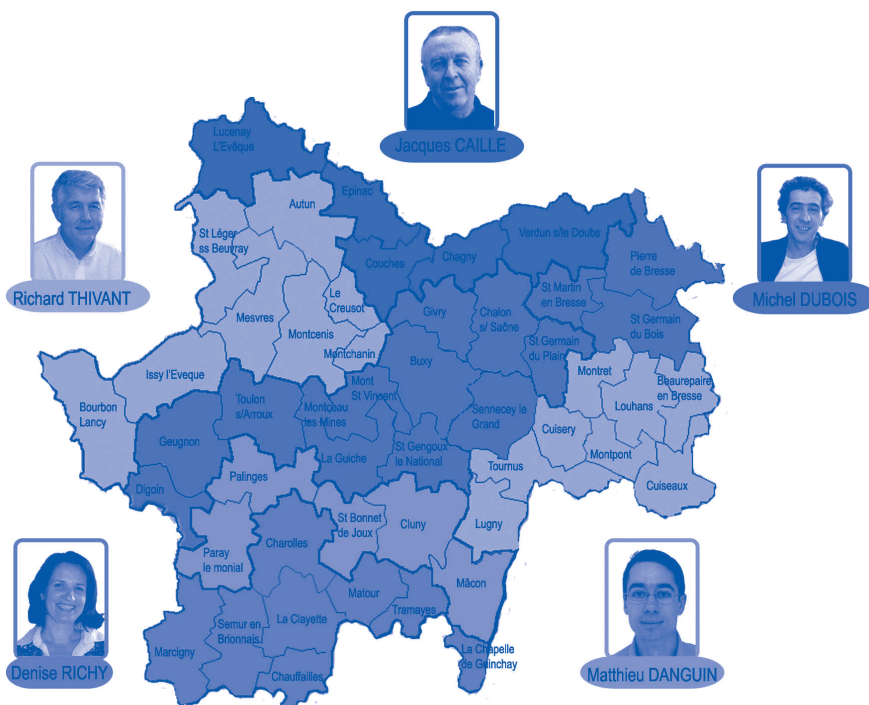 Jacques CAILLE
Lucenay
L'Evêque
Richard THIVANT
Epinac
Autun
Michel DUBOIS
St Léger
ss Beuvray
Couches
Chagny
Verdun s/le Doubs
Pierre
de Bresse
Le
Creusot
Mesvres
Montcenis
Montchanin
Givry
Chalon
s/ Saône
St Martin
en Bresse
St Germain
du Bois
St Germain
du Plain
Issy l'Eveque
Buxy
Montret
Beaurepaire
en Bresse
Bourbon
Lancy
Toulon
s/Arroux
Mont
St Vincent
Montceau
les Mines
Sennecey le
Grand
Louhans
Geugnon
La Guiche
St Gengoux
le National
Cuisery
Montpont
Tournus
Cuiseaux
Digoin
Palinges
St Bonnet
de Joux
Cluny
Lugny
Paray
le monial
Charolles
Mâcon
Matour
Tramayes
La Clayette
Semur en
Brionnais
Marcigny
La Chapelle
de Guinchay
Chauffailles
Denise RICHY
Matthieu DANGUIN